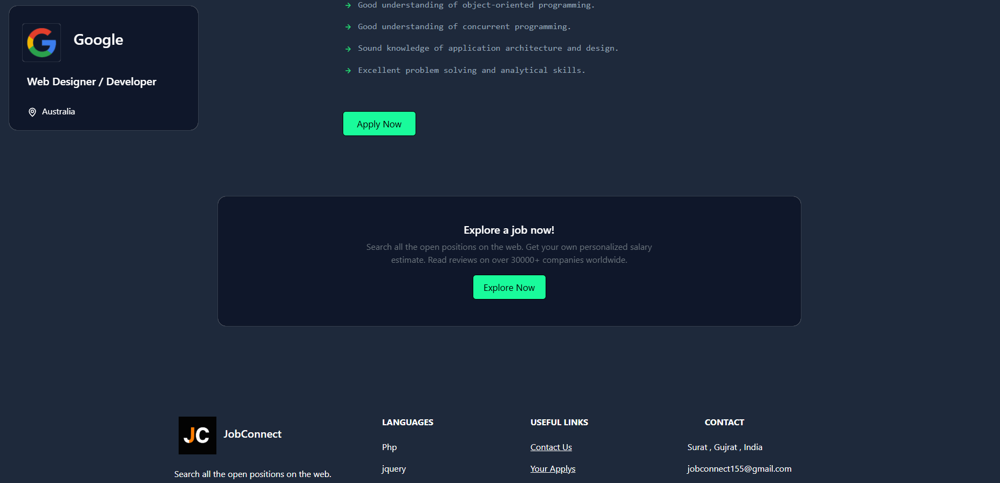 Google
Web Designer / Developer
Australia
Good understanding of object-oriented programming.
Good understanding of concurrent programming.
Sound knowledge of application architecture and design.
Excellent problem solving and analytical skills.
Apply Now
Explore a job now!
Search all the open positions on the web. Get your own personalized salary
estimate. Read reviews on over 30000+ companies worldwide.
Explore Now
JC
JobConnect
Search all the open positions on the web.
LANGUAGES
Php
jquery
USEFUL LINKS
Contact Us
Your Applys
CONTACT
Surat , Gujrat , India
jobconnect155@gmail.com